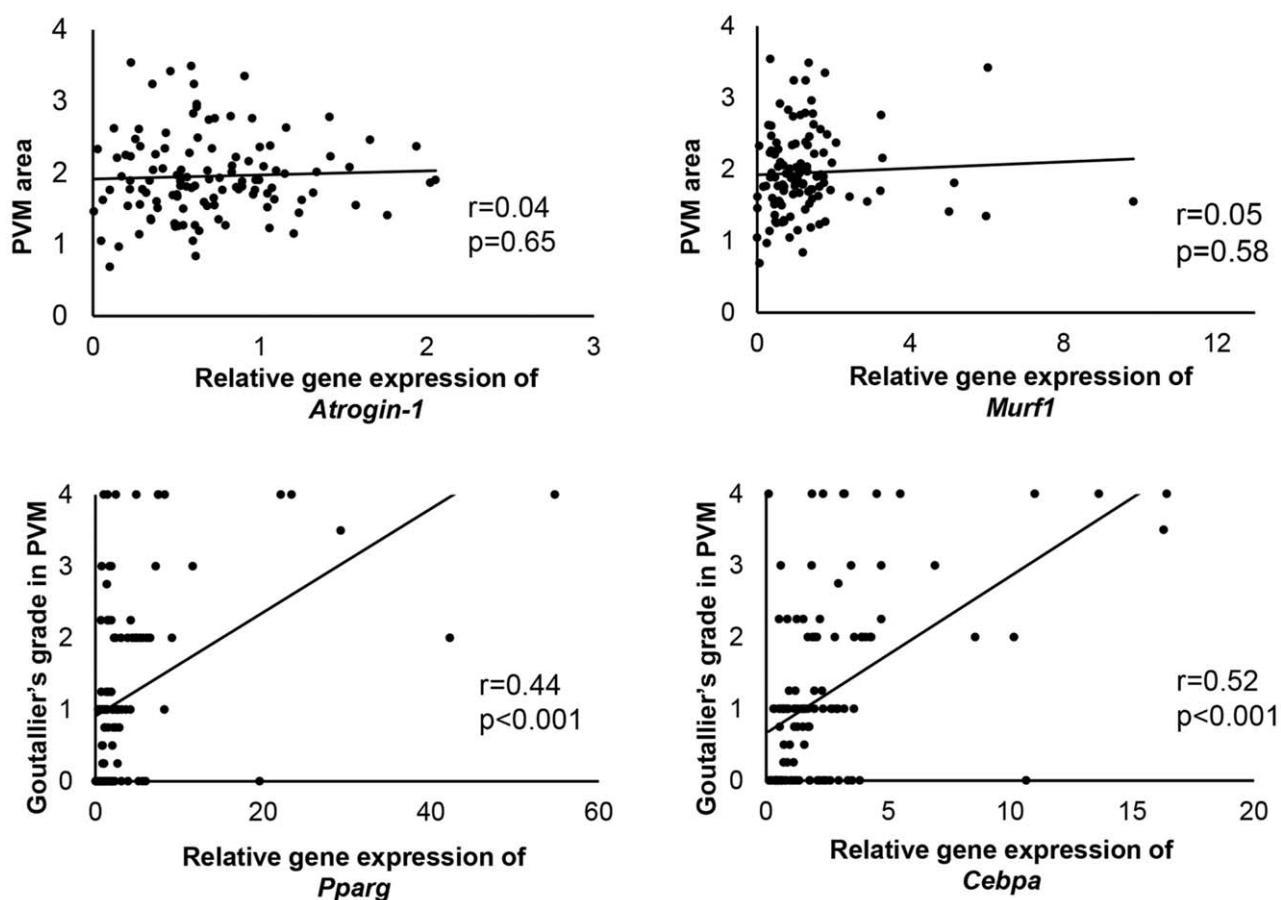 PVM area
4
3
2
1
0
0 1 2 3
r=0.04
p=0.65
Relative gene expression of
Atrogin-1
PVM area
4
3
2
1
0
0 4 8 12
r=0.05
p=0.58
Relative gene expression of
Murf1
Goutallier's grade in PVM
4
3
2
1
0
0 20 40 60
r=0.44
p<0.001
Relative gene expression of
Pparg
Goutallier's grade in PVM
4
3
2
1
0
0 5 10 15 20
r=0.52
p<0.001
Relative gene expression of
Cebpa